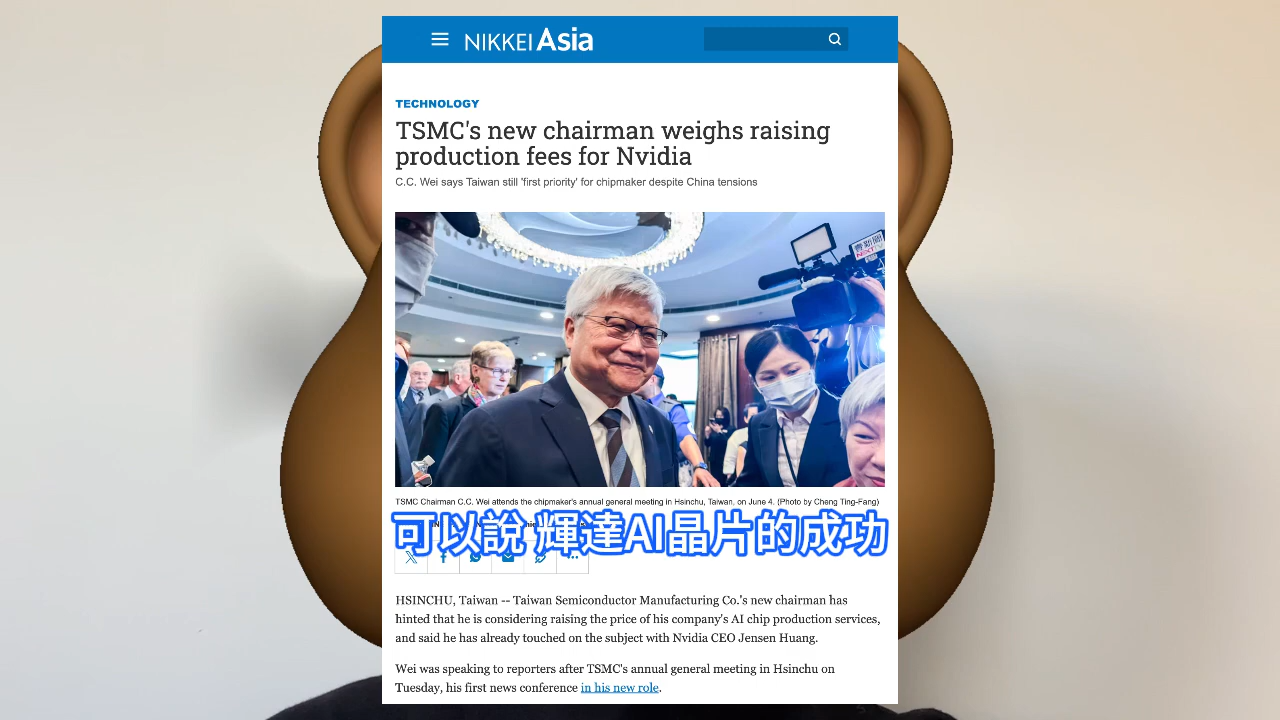 NIKKEI Asia
TECHNOLOGY
TSMC's new chairman weighs raising
production fees for Nvidia
C.C. Wei says Taiwan still 'first priority' for chipmaker despite China tensions
壹新聞
NEXTTV
TSMC Chairman C.C. Wei attends the chipmaker's annual general meeting in Hsinchu, Taiwan, on June 4. (Photo by Cheng Ting-Fang)
可以說 輝達AI晶片的成功
HSINCHU, Taiwan -- Taiwan Semiconductor Manufacturing Co.'s new chairman has
hinted that he is considering raising the price of his company's AI chip production services,
and said he has already touched on the subject with Nvidia CEO Jensen Huang.
Wei was speaking to reporters after TSMC's annual general meeting in Hsinchu on
Tuesday, his first news conference in his new role.